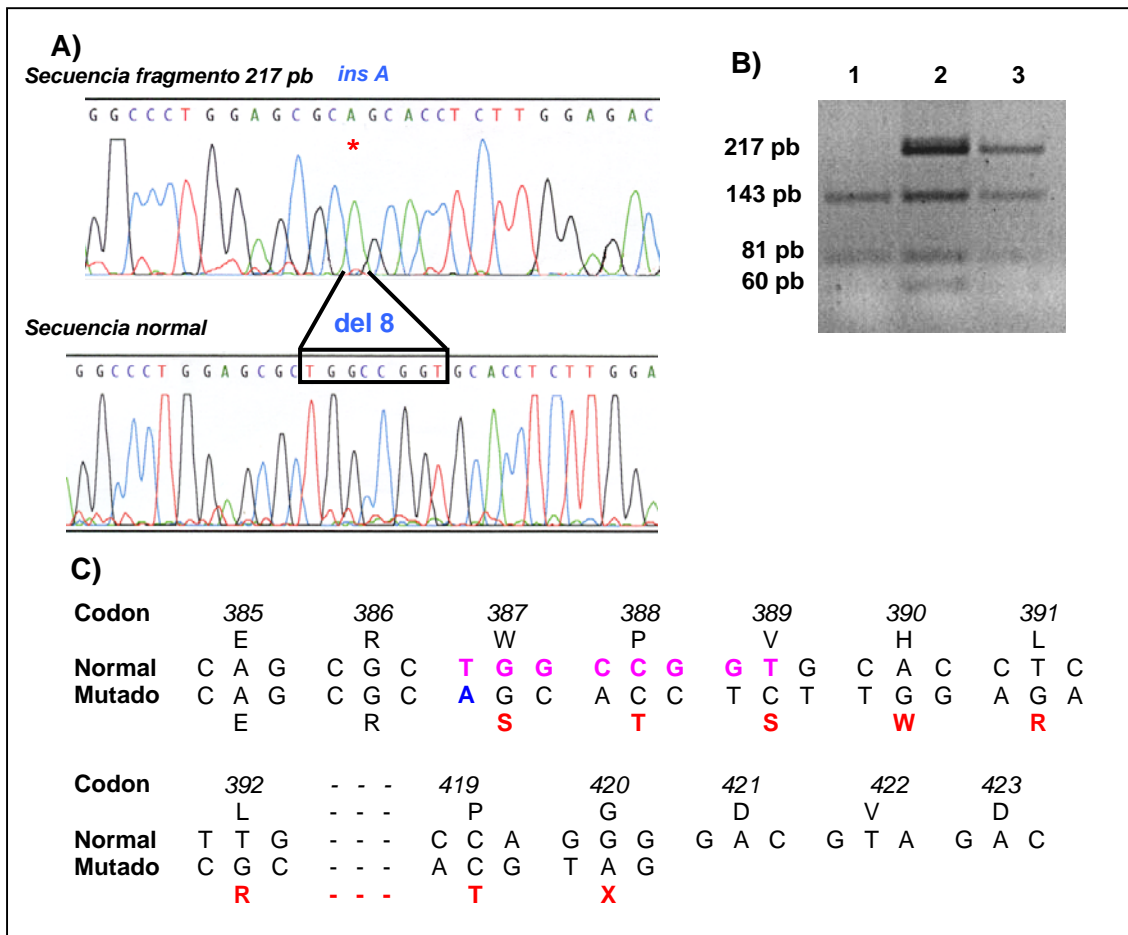 A)
Secuencia fragmento 217 pb ins A
G G C C C T G G A G C G C A G C A C C T C T T G G A G A C
*
del 8
Secuencia normal
G G C C C T G G A G C G C T G G C C G G T G C A C C T C T T G G A
B)
1 2 3
217 pb
143 pb
81 pb
60 pb
C)
Codon 385 386 387 388 389 390 391
E R W P V H L
Normal C A G C G C T G G C C G G T G C A C C T C
Mutado C A G C G C A G C A C C T C T T G G A G A
E R S T S W R
Codon 392 - - - 419 420 421 422 423
L - - - P G D V D
Normal T T G - - - C C A G G G G A C G T A G A C
Mutado C G C - - - A C G T A G
R - - - T X